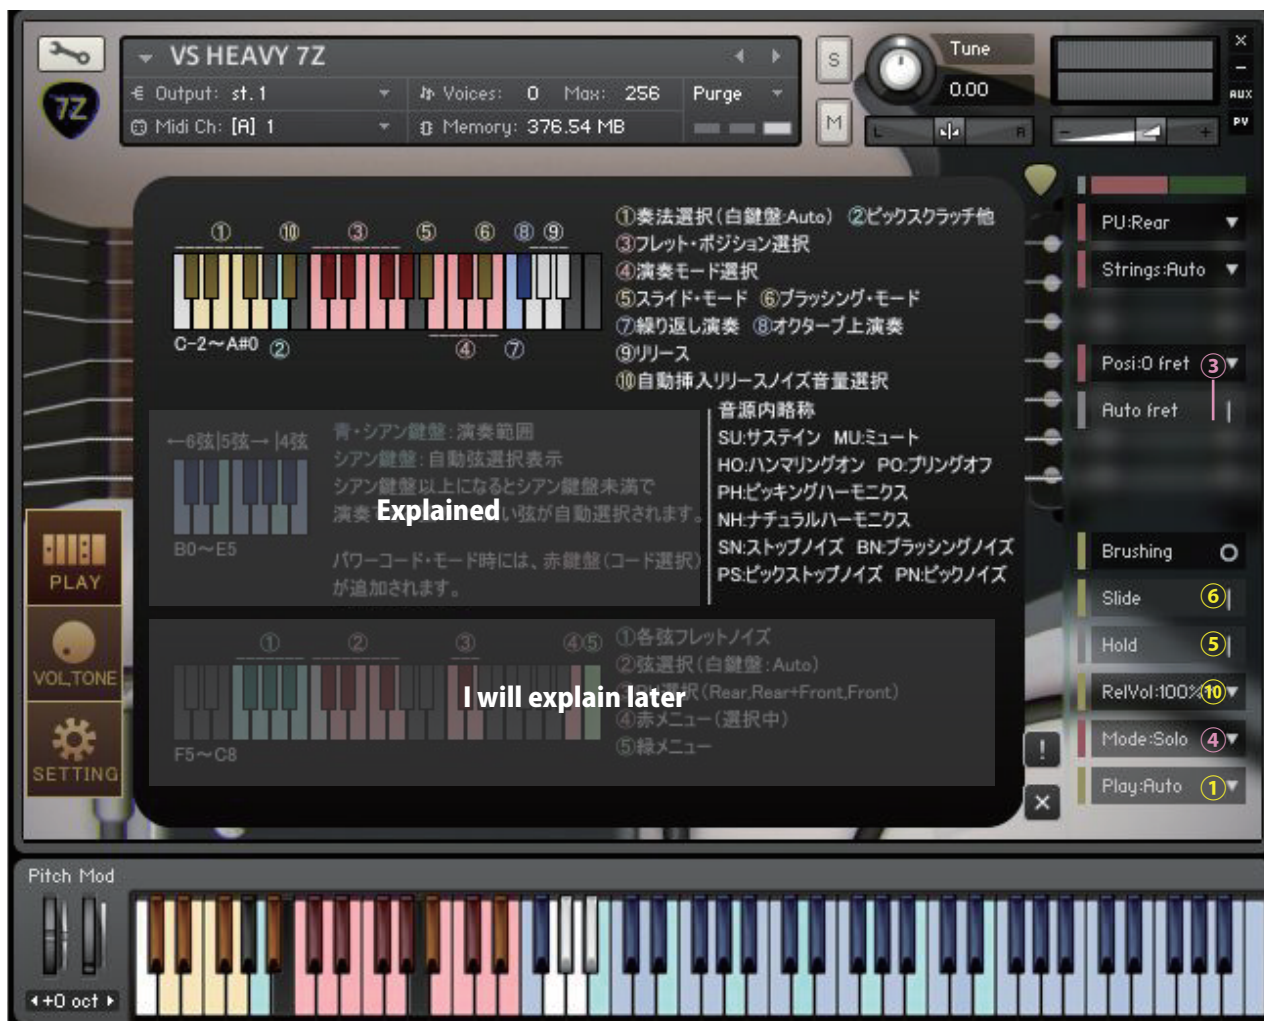 VS HEAVY 7Z
Output: st.1
Voices: 0 Max: 256
Purge
Midi Ch: [A] 1
Memory: 376.54 MB
7Z
S
M
Tune
0.00
L
R
-
+
×
-
AUX
PV
① ⑩ ③ ⑤ ⑥ ⑧ ⑨
C-2～A#0 ② ④ ⑦
①奏法選択(白鍵盤:Auto) ②ピックスクラッチ他
③フレット・ポジション選択
④演奏モード選択
⑤スライド・モード ⑥ブラッシング・モード
⑦繰り返し演奏 ⑧オクターブ上演奏
⑨リリース
⑩自動挿入リリースノイズ音量選択
音源内略称
SU:サステイン MU:ミュート
HO:ハンマリングオン PO:プリングオフ
PH:ピッキングハーモニクス
NH:ナチュラルハーモニクス
SN:ストップノイズ BN:ブラッシングノイズ
PS:ピックストップノイズ PN:ピックノイズ
←6弦|5弦→ |4弦
B0～E5
青・シアン鍵盤:演奏範囲
シアン鍵盤:自動弦選択表示
シアン鍵盤以上になるとシアン鍵盤未満で
演奏 い弦が自動選択されます。
Explained
パワーコード・モード時には、赤鍵盤(コード選択)
が追加されます。
① ② ③ ④⑤
F5～C8
①各弦フレットノイズ
②弦選択(白鍵盤:Auto)
選択(Rear,Rear+Front,Front)
I will explain later
④赤メニュー(選択中)
⑤緑メニュー
PLAY
VOL,TONE
SETTING
PU:Rear
Strings:Auto
Posi:0 fret ③
Auto fret
Brushing
Slide ⑥
Hold ⑤
RelVol:100% ⑩
Mode:Solo ④
Play:Auto ①
!
×
Pitch Mod
+0 oct